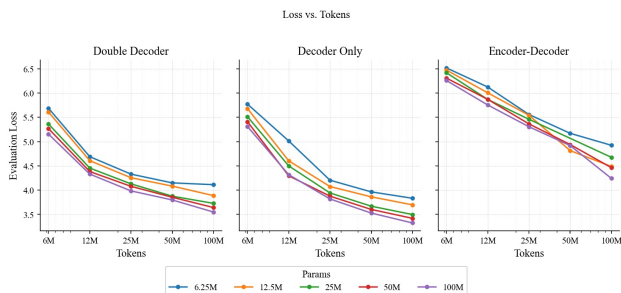 Loss vs. Tokens
Double Decoder
Decoder Only
Encoder-Decoder
Evaluation Loss
6.5
6.0
5.5
5.0
4.5
4.0
3.5
6M 12M 25M 50M 100M
6M 12M 25M 50M 100M
6M 12M 25M 50M 100M
Tokens
Tokens
Tokens
Params
6.25M 12.5M 25M 50M 100M